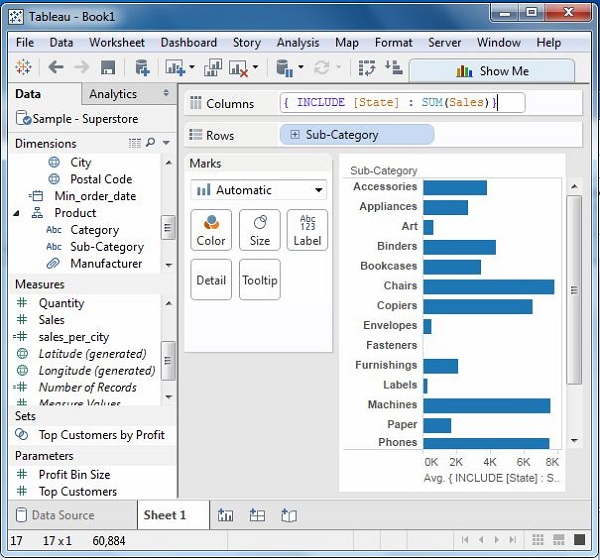 Tableau - Book1
File Data Worksheet Dashboard Story Analysis Map Format Server Window Help
Show Me
Data Analytics
Sample - Superstore
Dimensions
City
Postal Code
Min_order_date
Product
Abc Category
Abc Sub-Category
Manufacturer
Measures
Quantity
Sales
sales_per_city
Latitude (generated)
Longitude (generated)
Number of Records
Measure Values
Sets
Top Customers by Profit
Parameters
Profit Bin Size
Top Customers
Columns { INCLUDE [State] : SUM(Sales)}
Rows Sub-Category
Marks
Automatic
Color Size Abc 123 Label
Detail Tooltip
Sub-Category
Accessories
Appliances
Art
Binders
Bookcases
Chairs
Copiers
Envelopes
Fasteners
Furnishings
Labels
Machines
Paper
Phones
0K 2K 4K 6K 8K
Avg. { INCLUDE [State] : S..
Data Source Sheet 1
17 17 x 1 60,884